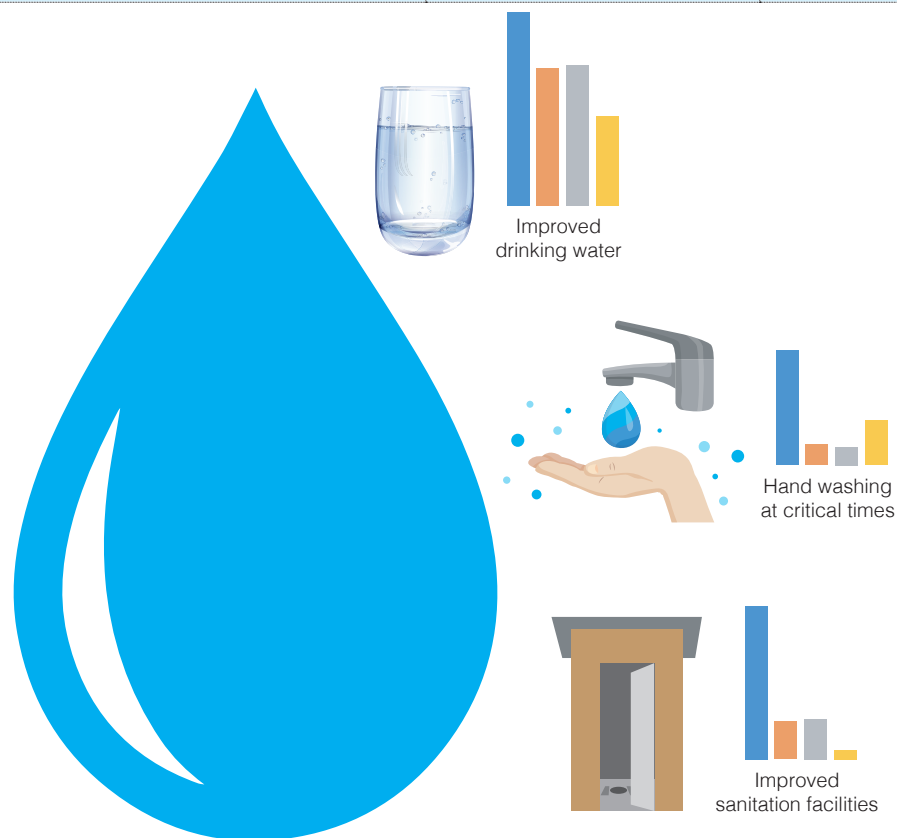 Improved
drinking water
Hand washing
at critical times
Improved
sanitation facilities